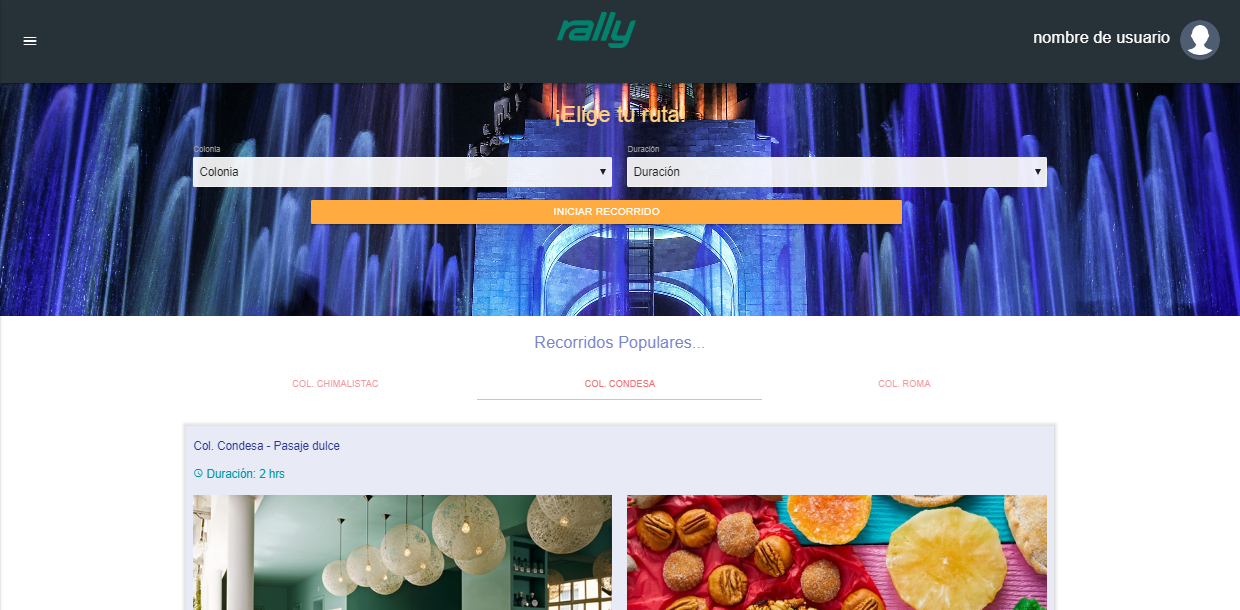 rally
nombre de usuario
¡Elige tu ruta!
Colonia
Duración
Colonia
Duración
INICIAR RECORRIDO
Recorridos Populares...
COL. CHIMALISTAC
COL. CONDESA
COL. ROMA
Col. Condesa - Pasaje dulce
Duración: 2 hrs